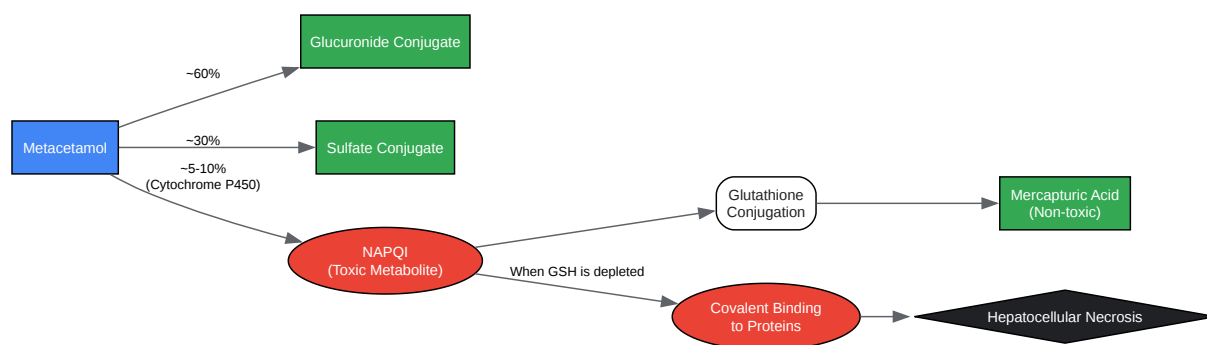 Glucuronide Conjugate
~60%
Metacetamol
~30%
Sulfate Conjugate
~5-10%
(Cytochrome P450)
Glutathione
Conjugation
Mercapturic Acid
(Non-toxic)
NAPQI
(Toxic Metabolite)
When GSH is depleted
Covalent Binding
to Proteins
Hepatocellular Necrosis